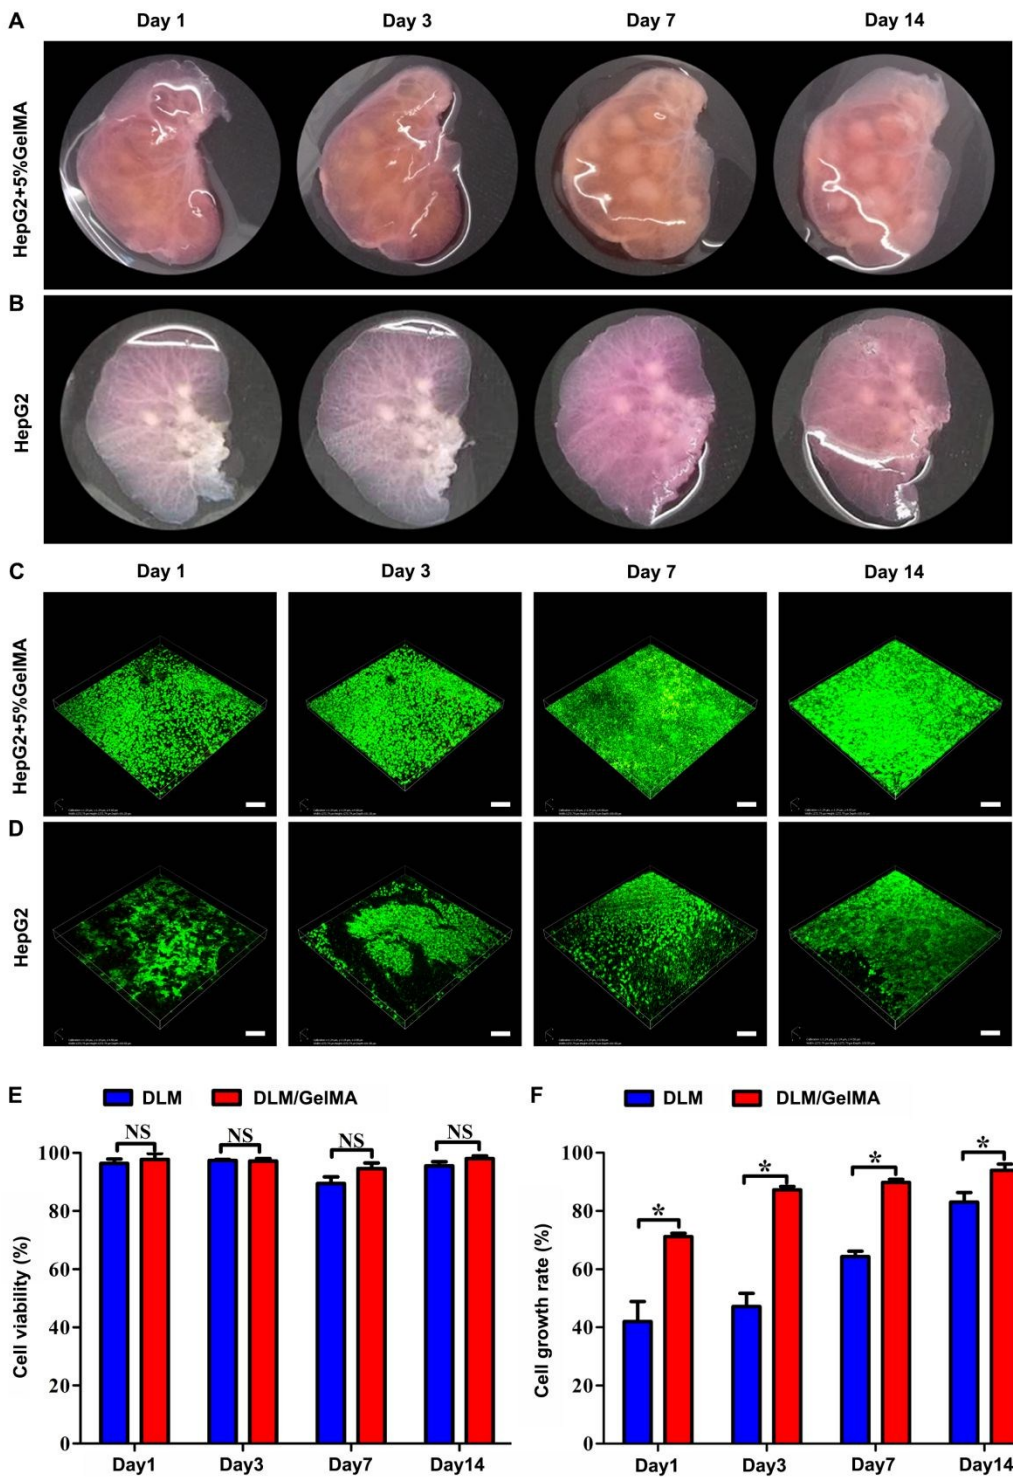 A Day 1 Day 3 Day 7 Day 14
HepG2+5%GelMA
B
HepG2
C Day 1 Day 3 Day 7 Day 14
HepG2+5%GelMA
D
HepG2
E DLM DLM/GelMA
NS NS NS NS
Cell viability (%)
100
80
60
40
20
0
Day1 Day3 Day7 Day14
F DLM DLM/GelMA
* * * *
Cell growth rate (%)
100
80
60
40
20
0
Day1 Day3 Day7 Day14